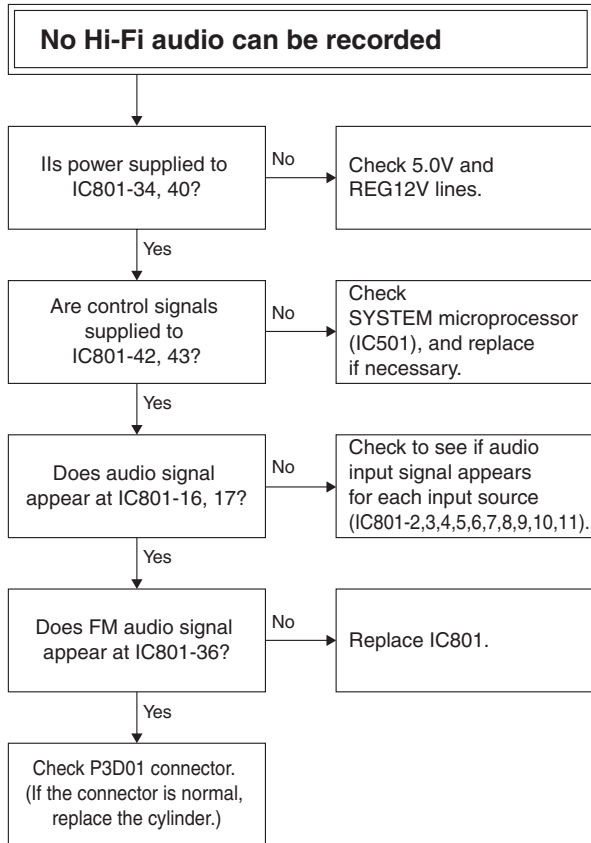 No Hi-Fi audio can be recorded
IIs power supplied to
IC801-34, 40?
No
Check 5.0V and
REG12V lines.
Yes
Are control signals
supplied to
IC801-42, 43?
No
Check
SYSTEM microprocessor
(IC501), and replace
if necessary.
Yes
Does audio signal
appear at IC801-16, 17?
No
Check to see if audio
input signal appears
for each input source
(IC801-2,3,4,5,6,7,8,9,10,11).
Yes
Does FM audio signal
appear at IC801-36?
No
Replace IC801.
Yes
Check P3D01 connector.
(If the connector is normal,
replace the cylinder.)